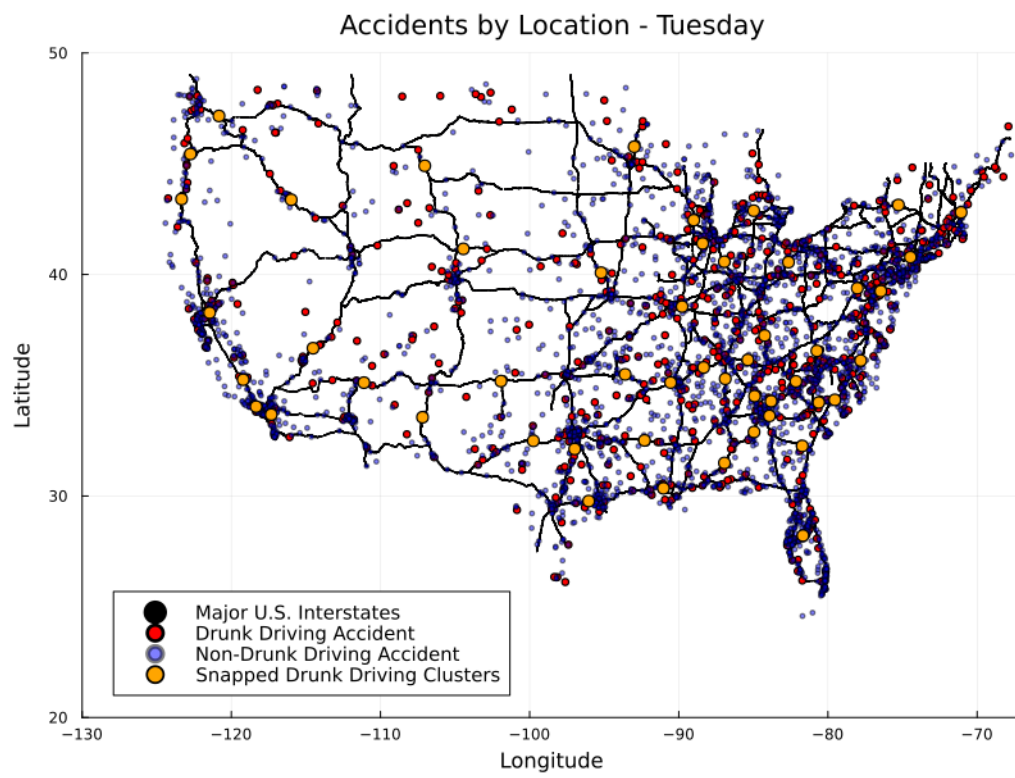 Accidents by Location - Tuesday
50
40
30
20
Latitude
−130
−120
−110
−100
−90
−80
−70
Longitude
Major U.S. Interstates
Drunk Driving Accident
Non-Drunk Driving Accident
Snapped Drunk Driving Clusters